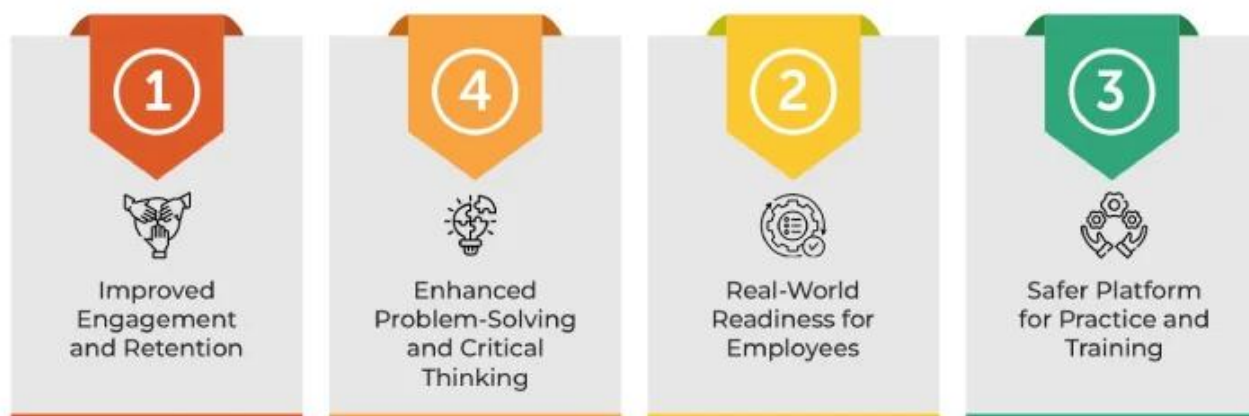 1
Improved
Engagement
and Retention
4
Enhanced
Problem-Solving
and Critical
Thinking
2
Real-World
Readiness for
Employees
3
Safer Platform
for Practice and
Training